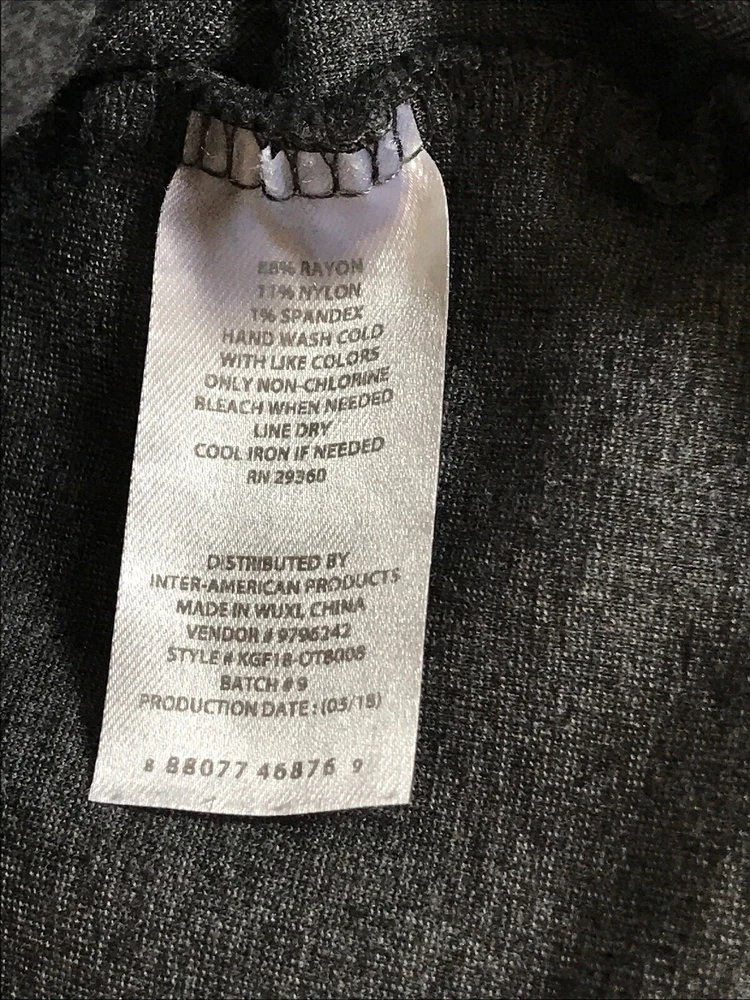 88% RAYON
11% NYLON
1% SPANDEX
HAND WASH COLD
WITH LIKE COLORS
ONLY NON-CHLORINE
BLEACH WHEN NEEDED
LINE DRY
COOL IRON IF NEEDED
RN 29360
DISTRIBUTED BY
INTER-AMERICAN PRODUCTS
MADE IN WUXI, CHINA
VENDOR # 9796242
STYLE # KGF18-OTB008
BATCH # 9
PRODUCTION DATE: (05/18)
8 88077 46876 9